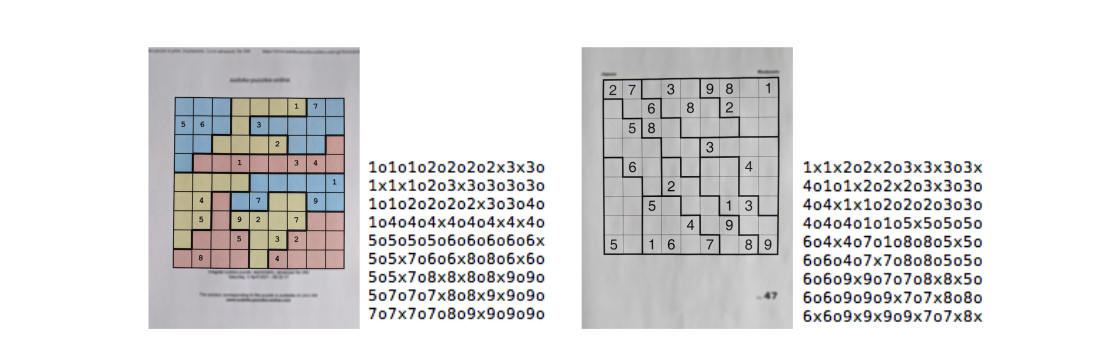 sudoku-puzzles-online
1 7
5 6 3
2
1 3 4
1
4 7 9
5 9 2 7
5 3 2
8 4
1o1o1o2o2o2o2x3x3o
1x1x1o2o3x3o3o3o3o
1o1o2o2o2o2x3o3o4o
1o4o4o4x4o4o4x4x4o
5o5o5o5o6o6o6o6o6x
5o5x7o6o6x8o8o6x6o
5o5x7o8x8x8o8x9o9o
5o7o7o7x8o8x9x9o9o
7o7x7o7o8o9x9o9o9o
2 7 3 9 8 1
6 8 2
5 8
3
6 4
2
5 1 3
4 9
5 1 6 7 8 9
47
1x1x2o2x2o3x3x3o3x
4o1o1x2o2x2o3x3o3o
4o4x1x1o2o2o2o3o3o
4o4o4o1o1o5x5o5o5o
6o4x4o7o1o8o8o5x5o
6o6o4o7x7o8o8o5o5o
6o6o9x9o7o7o8x8x5o
6o6o9o9o9x7o7x8o8o
6x6o9x9x9o9x7o7x8x